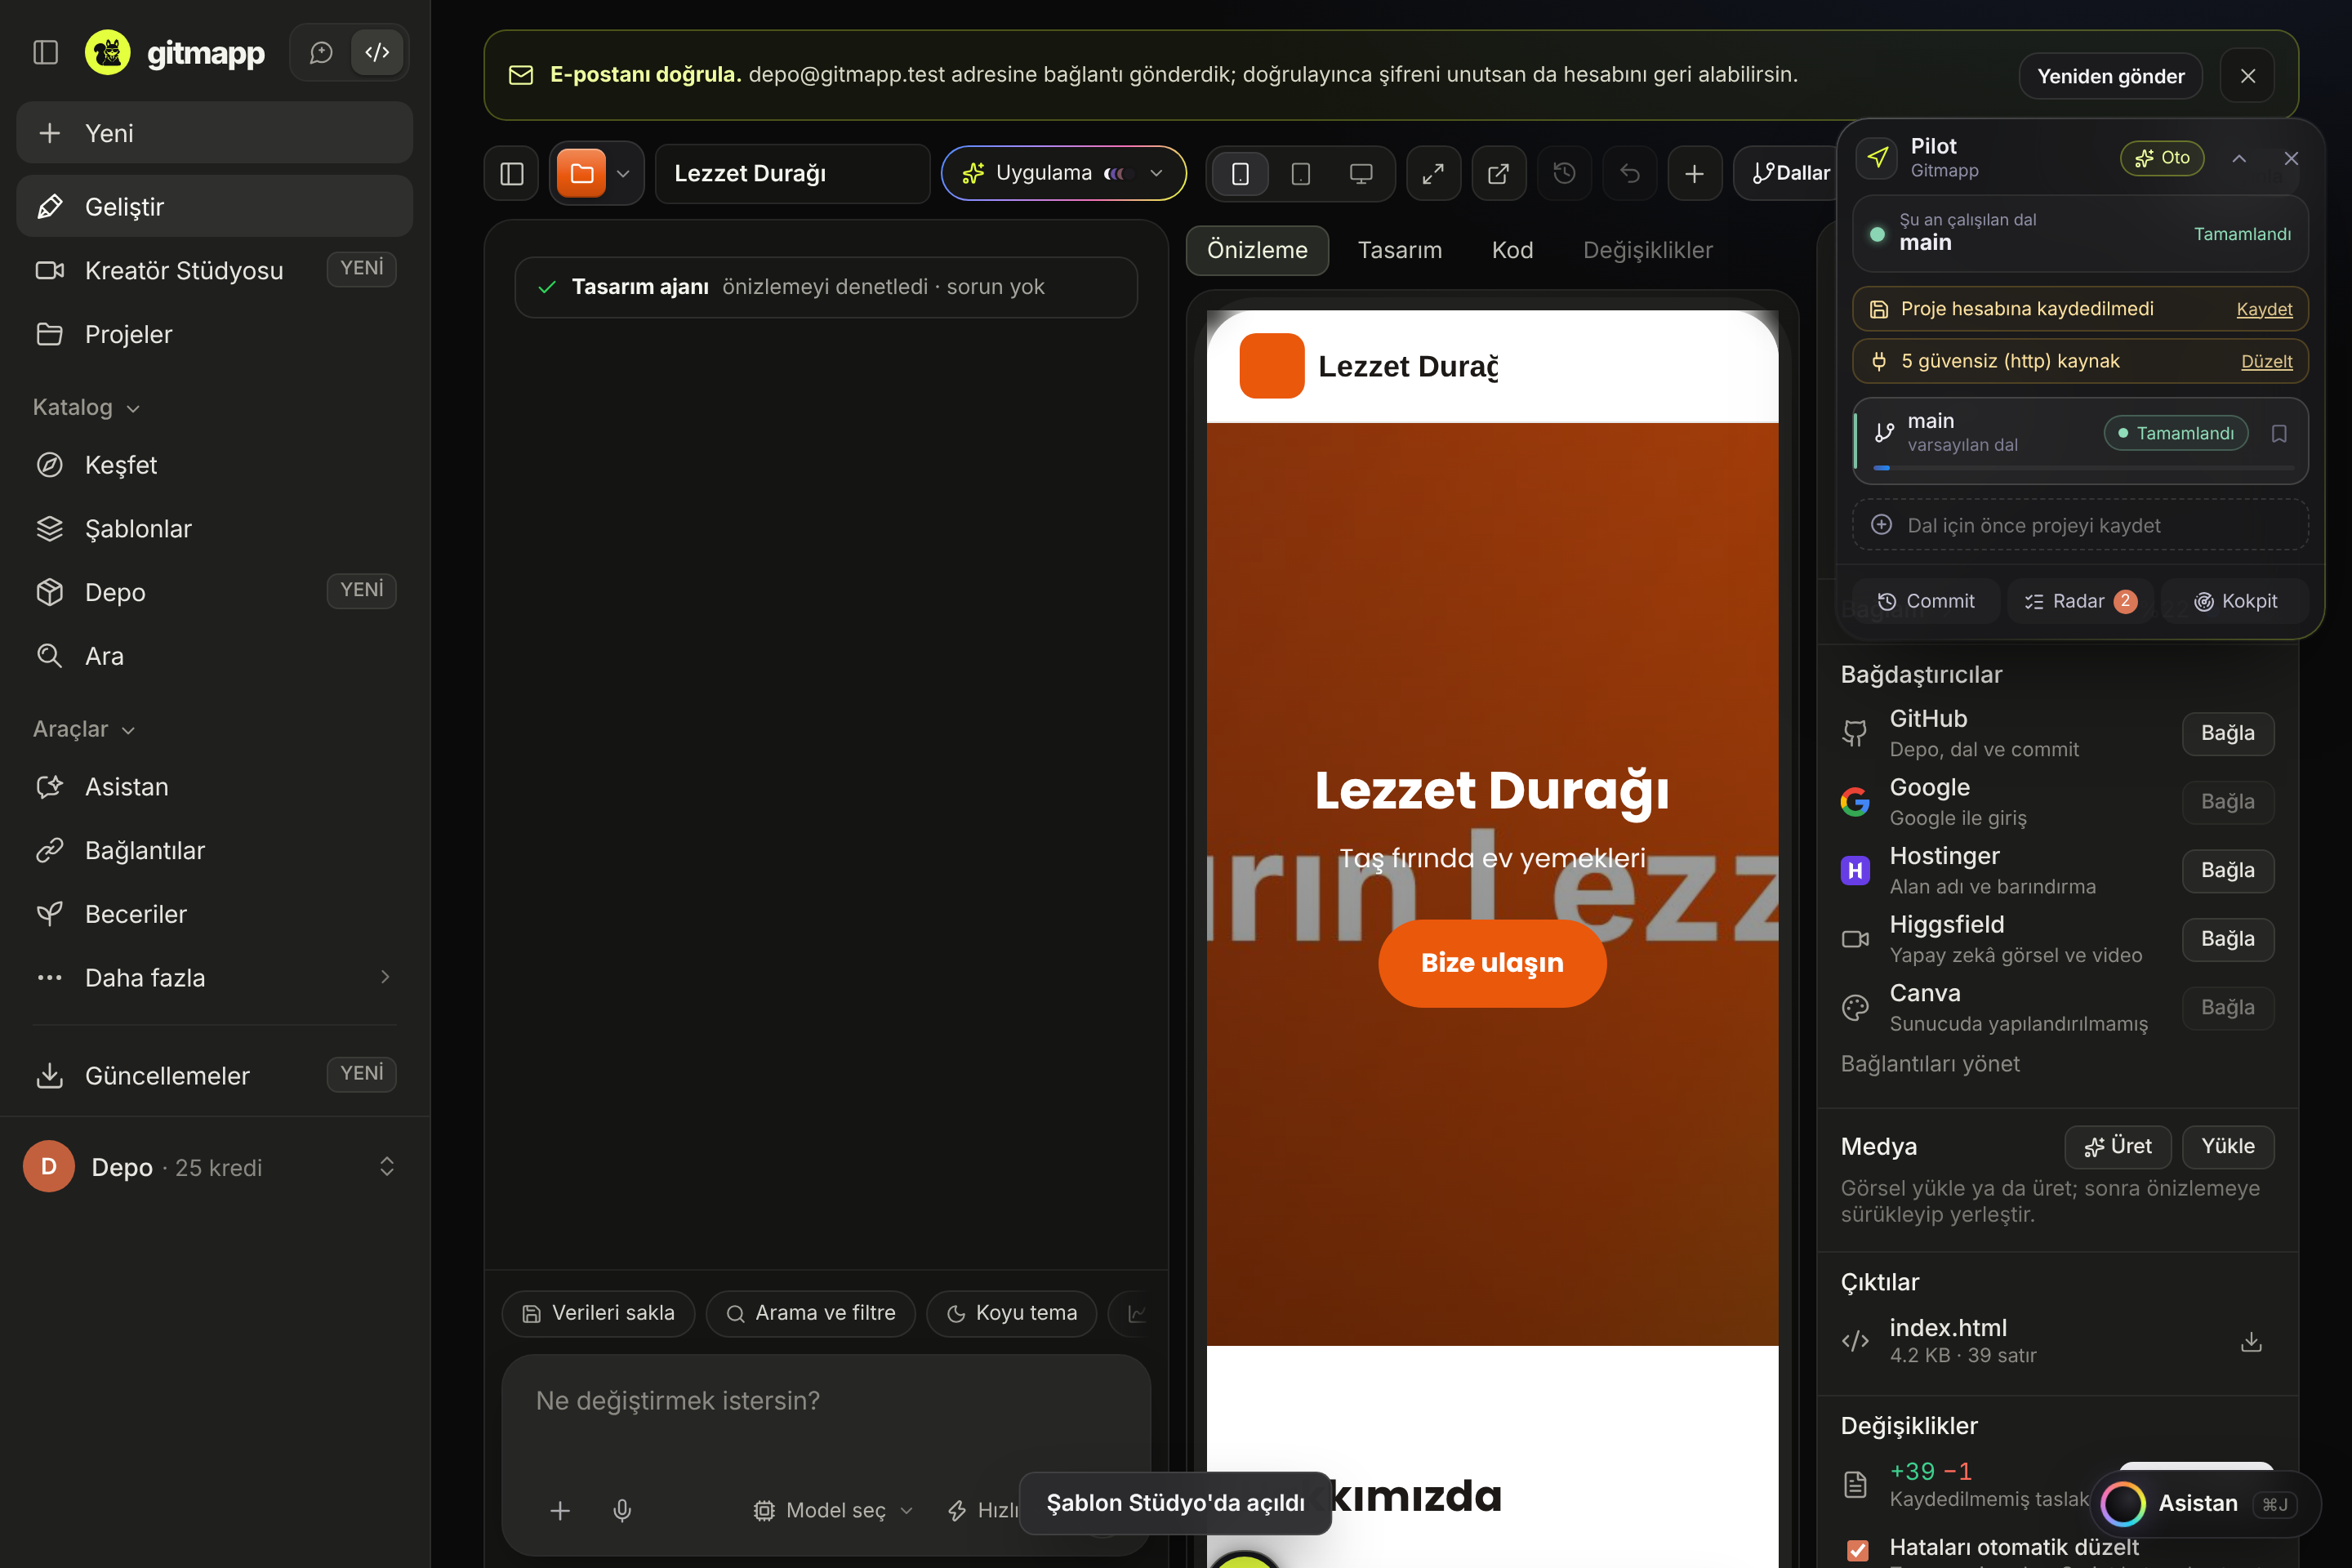 gitmapp
Yeni
Geliştir
Kreatör Stüdyosu YENİ
Projeler
Katalog
Keşfet
Şablonlar
Depo YENİ
Ara
Araçlar
Asistan
Bağlantılar
Beceriler
Daha fazla
Güncellemeler YENİ
D Depo · 25 kredi
E-postanı doğrula. depo@gitmapp.test adresine bağlantı gönderdik; doğrulayınca şifreni unutsan da hesabını geri alabilirsin.
Yeniden gönder
Lezzet Durağı
Uygulama
Dallar
Tasarım ajanı önizlemeyi denetledi · sorun yok
Verileri sakla
Arama ve filtre
Koyu tema
Ne değiştirmek istersin?
Model seç
Hızlı
Şablon Stüdyo'da açıldı
Önizleme
Tasarım
Kod
Değişiklikler
Lezzet Durağ
Lezzet Durağı
Taş fırında ev yemekleri
ırın Lezz
Bize ulaşın
kımızda
Pilot
Gitmapp
Oto
Şu an çalışılan dal
main
Tamamlandı
Proje hesabına kaydedilmedi Kaydet
5 güvensiz (http) kaynak Düzelt
main
varsayılan dal
Tamamlandı
Dal için önce projeyi kaydet
Commit
Radar 2
Kokpit
Bağdaştırıcılar
GitHub
Depo, dal ve commit
Bağla
Google
Google ile giriş
Bağla
Hostinger
Alan adı ve barındırma
Bağla
Higgsfield
Yapay zekâ görsel ve video
Bağla
Canva
Sunucuda yapılandırılmamış
Bağla
Bağlantıları yönet
Medya
Üret
Yükle
Görsel yükle ya da üret; sonra önizlemeye
sürükleyip yerleştir.
Çıktılar
index.html
4.2 KB · 39 satır
Değişiklikler
+39 −1
Kaydedilmemiş taslak
Asistan ⌘J
Hataları otomatik düzelt